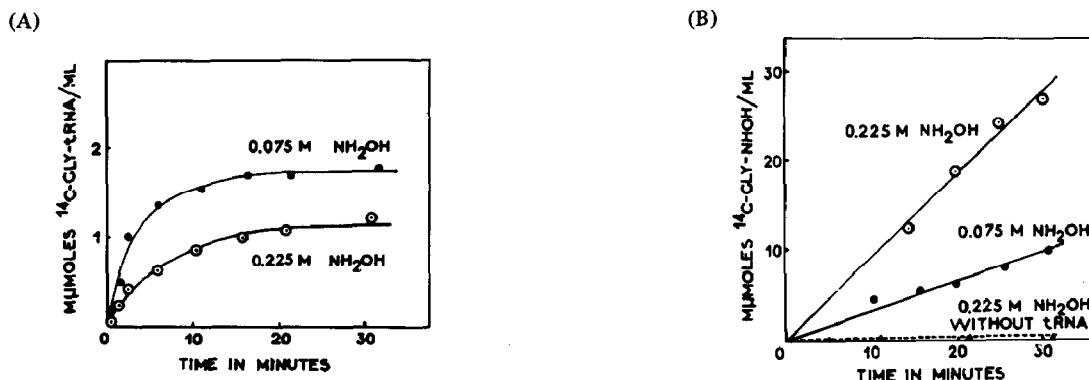 (A)
MμMOLES ¹⁴C-GLY-tRNA/ML
2
1
0.075 M NH₂OH
0.225 M NH₂OH
0 10 20 30
TIME IN MINUTES
(B)
MμMOLES ¹⁴C-GLY-NHOH/ML
30
20
10
0.225 M NH₂OH
0.075 M NH₂OH
0.225 M NH₂OH
WITHOUT tRNA
0 10 20 30
TIME IN MINUTES